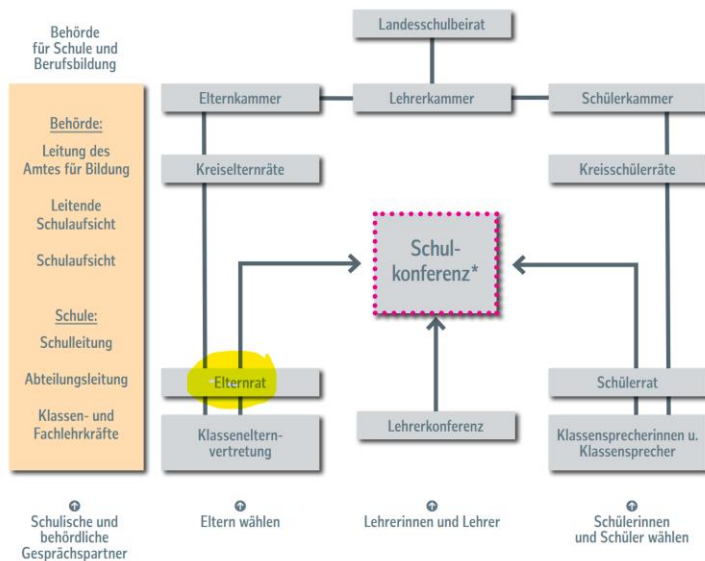 Behörde
für Schule und
Berufsbildung
Landesschulbeirat
Elternkammer
Lehrerkammer
Schülerkammer
Behörde:
Leitung des
Amtes für Bildung
Kreiselternräte
Kreisschülerräte
Leitende
Schulaufsicht
Schulaufsicht
Schul-
konferenz*
Schule:
Schulleitung
Abteilungsleitung
Elternrat
Schülerrat
Klassen- und
Fachlehrkräfte
Klasseneltern-
vertretung
Lehrerkonferenz
Klassensprecherinnen u.
Klassensprecher
Schulische und
behördliche
Gesprächspartner
Eltern wählen
Lehrerinnen und Lehrer
Schülerinnen
und Schüler wählen